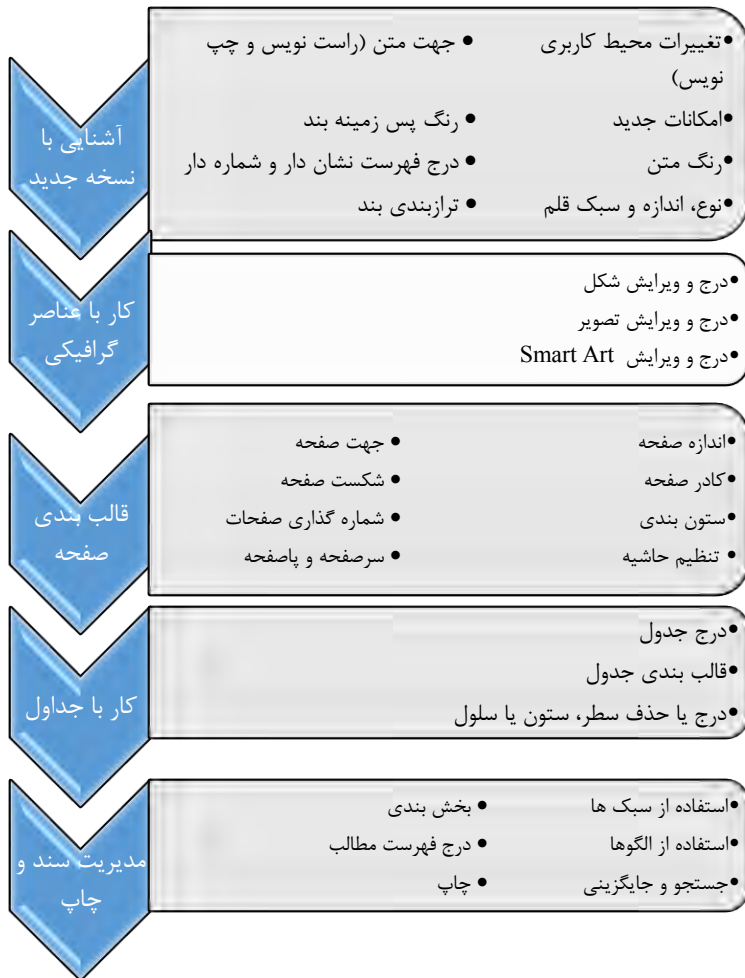 آشنایی با
نسخه جدید
•تغییرات محیط کاربری • جهت متن (راست نویس و چپ
نویس)
•امکانات جدید • رنگ پس زمینه بند
•رنگ متن • درج فهرست نشان دار و شماره دار
•نوع، اندازه و سبک قلم • ترازبندی بند
کار با عناصر
گرافیکی
•درج و ویرایش شکل
•درج و ویرایش تصویر
•درج و ویرایش Smart Art
قالب بندی
صفحه
•اندازه صفحه • جهت صفحه
•کادر صفحه • شکست صفحه
•ستون بندی • شماره گذاری صفحات
• تنظیم حاشیه • سرصفحه و پاصفحه
کار با جداول
•درج جدول
•قالب بندی جدول
•درج یا حذف سطر، ستون یا سلول
مدیریت سند و
چاپ
•استفاده از سبک ها • بخش بندی
•استفاده از الگوها • درج فهرست مطالب
•جستجو و جایگزینی • چاپ